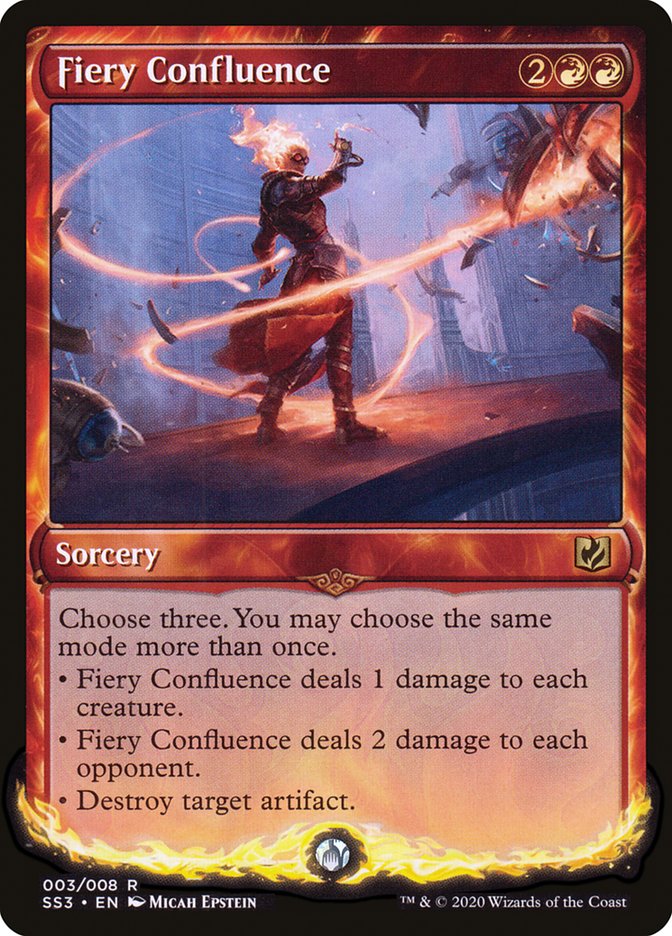 Fiery Confluence 2
Sorcery
Choose three. You may choose the same
mode more than once.
• Fiery Confluence deals 1 damage to each
creature.
• Fiery Confluence deals 2 damage to each
opponent.
• Destroy target artifact.
003/008 R
SS3 • EN Micah Epstein
™ & © 2020 Wizards of the Coast